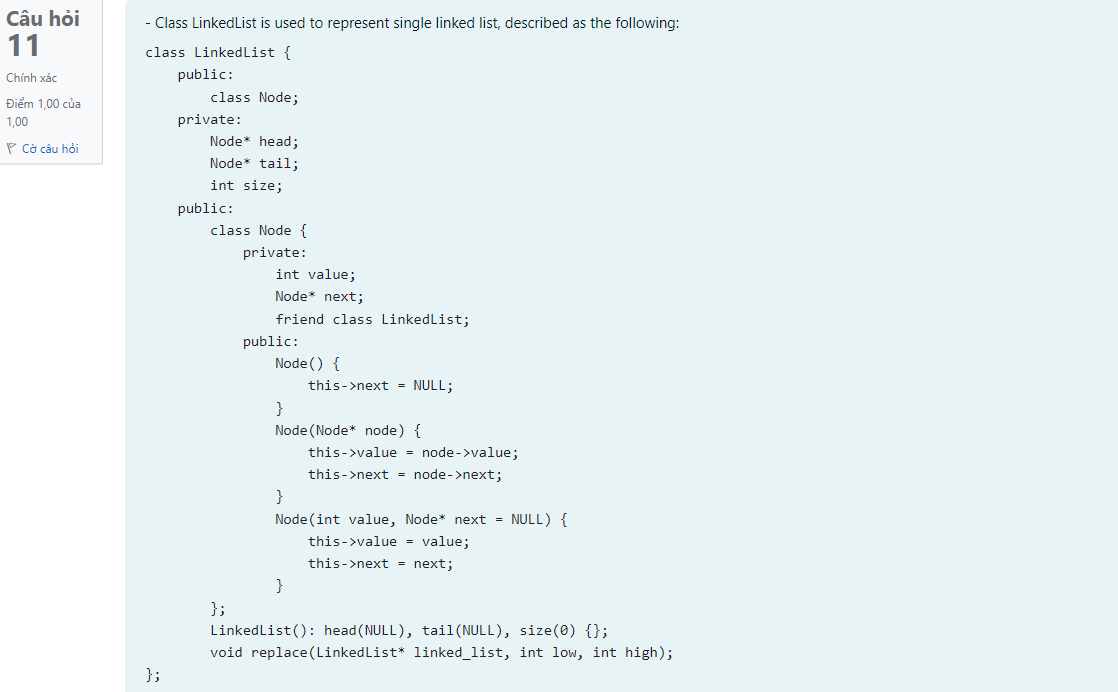 Câu hỏi
11
Chính xác
Điểm 1,00 của
1,00
Cờ câu hỏi
- Class LinkedList is used to represent single linked list, described as the following:
class LinkedList {
    public:
        class Node;
    private:
        Node* head;
        Node* tail;
        int size;
    public:
        class Node {
            private:
                int value;
                Node* next;
                friend class LinkedList;
            public:
                Node() {
                    this->next = NULL;
                }
                Node(Node* node) {
                    this->value = node->value;
                    this->next = node->next;
                }
                Node(int value, Node* next = NULL) {
                    this->value = value;
                    this->next = next;
                }
        };
        LinkedList(): head(NULL), tail(NULL), size(0) {};
        void replace(LinkedList* linked_list, int low, int high);
};